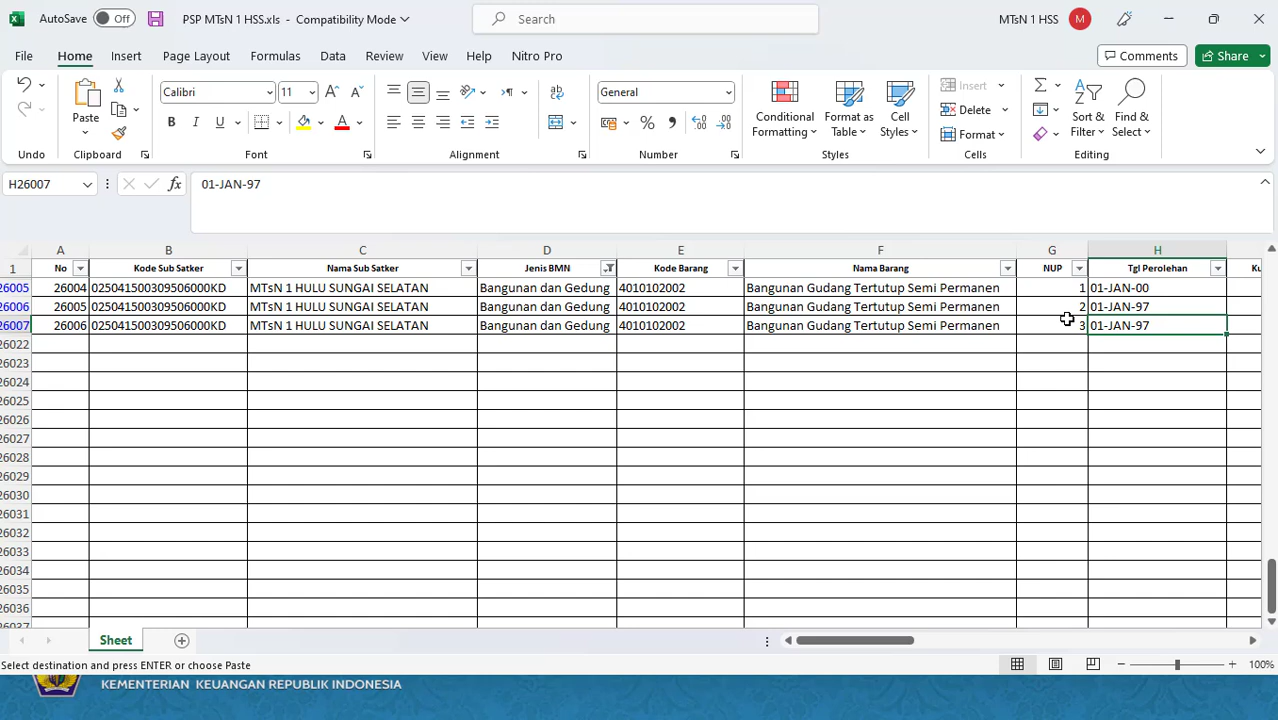 AutoSave Off PSP MTsN 1 HSS.xls - Compatibility Mode Search MTsN 1 HSS M
File Home Insert Page Layout Formulas Data Review View Help Nitro Pro Comments Share
Paste Calibri 11 General Conditional Formatting Format as Table Cell Styles Insert Delete Format Sort & Filter Find & Select
Undo Clipboard Font Alignment Number Styles Cells Editing
H26007 fx 01-JAN-97
A B C D E F G H
1 No Kode Sub Satker Nama Sub Satker Jenis BMN Kode Barang Nama Barang NUP Tgl Perolehan Ku
26005 26004 025041500309506000KD MTsN 1 HULU SUNGAI SELATAN Bangunan dan Gedung 4010102002 Bangunan Gudang Tertutup Semi Permanen 1 01-JAN-00
26006 26005 025041500309506000KD MTsN 1 HULU SUNGAI SELATAN Bangunan dan Gedung 4010102002 Bangunan Gudang Tertutup Semi Permanen 2 01-JAN-97
26007 26006 025041500309506000KD MTsN 1 HULU SUNGAI SELATAN Bangunan dan Gedung 4010102002 Bangunan Gudang Tertutup Semi Permanen 3 01-JAN-97
26022
26023
26024
26025
26026
26027
26028
26029
26030
26031
26032
26033
26034
26035
26036
26037
Sheet
Select destination and press ENTER or choose Paste 100%
KEMENTERIAN KEUANGAN REPUBLIK INDONESIA